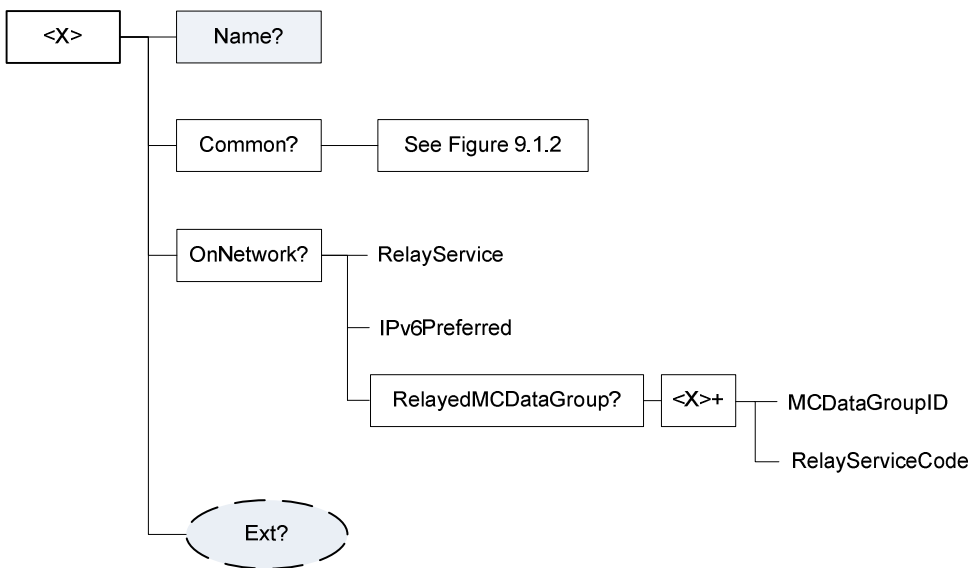 <X>
Name?
Common?
See Figure 9.1.2
OnNetwork?
RelayService
IPv6Preferred
RelayedMCDataGroup?
<X>+
MCDataGroupID
RelayServiceCode
Ext?